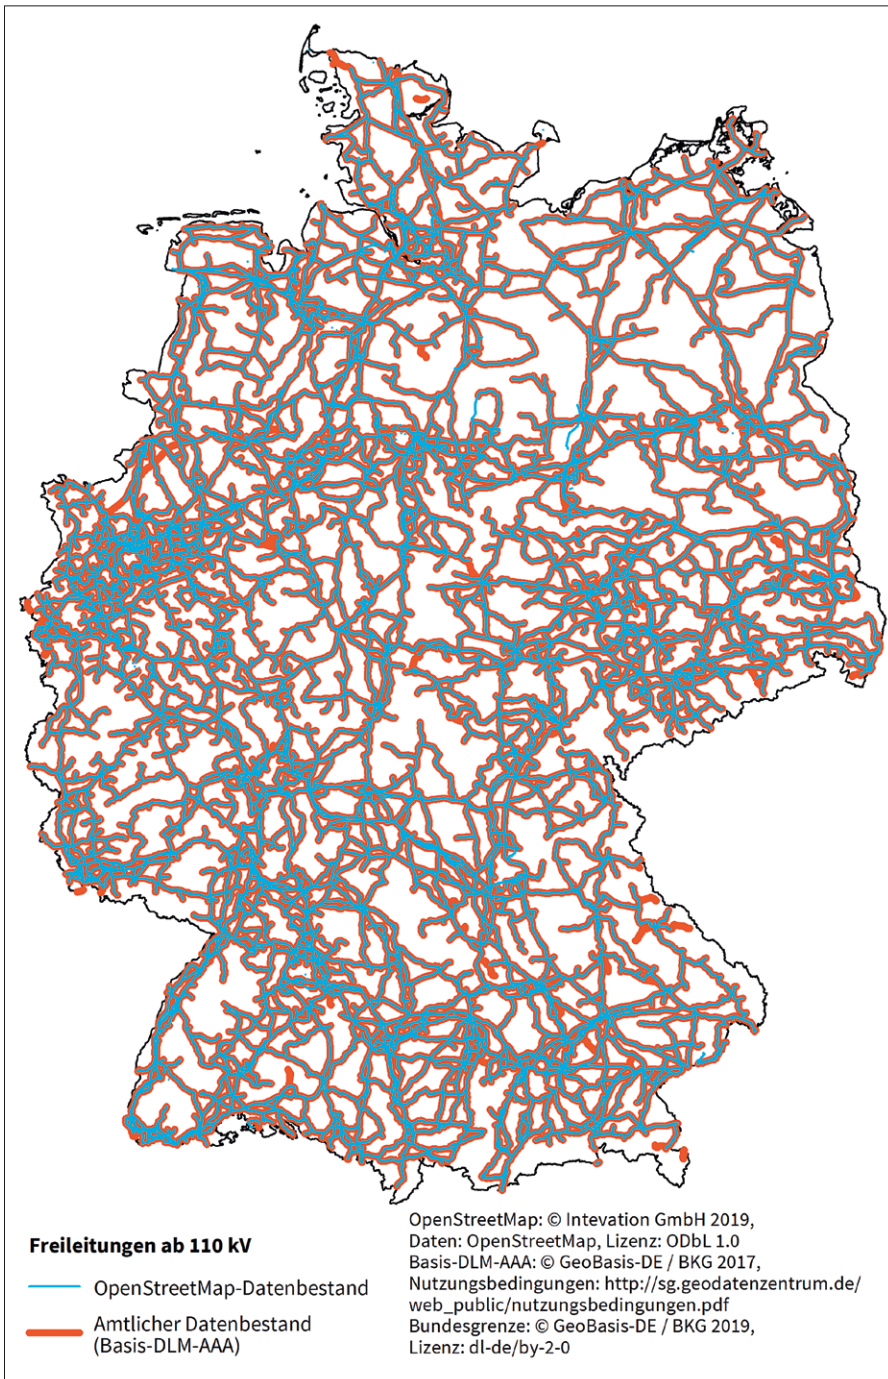 Freileitungen ab 110 kV
OpenStreetMap-Datenbestand
Amtlicher Datenbestand
(Basis-DLM-AAA)
OpenStreetMap: © Intevation GmbH 2019,
Daten: OpenStreetMap, Lizenz: ODbL 1.0
Basis-DLM-AAA: © GeoBasis-DE / BKG 2017,
Nutzungsbedingungen: http://sg.geodatenzentrum.de/
web_public/nutzungsbedingungen.pdf
Bundesgrenze: © GeoBasis-DE / BKG 2019,
Lizenz: dl-de/by-2-0